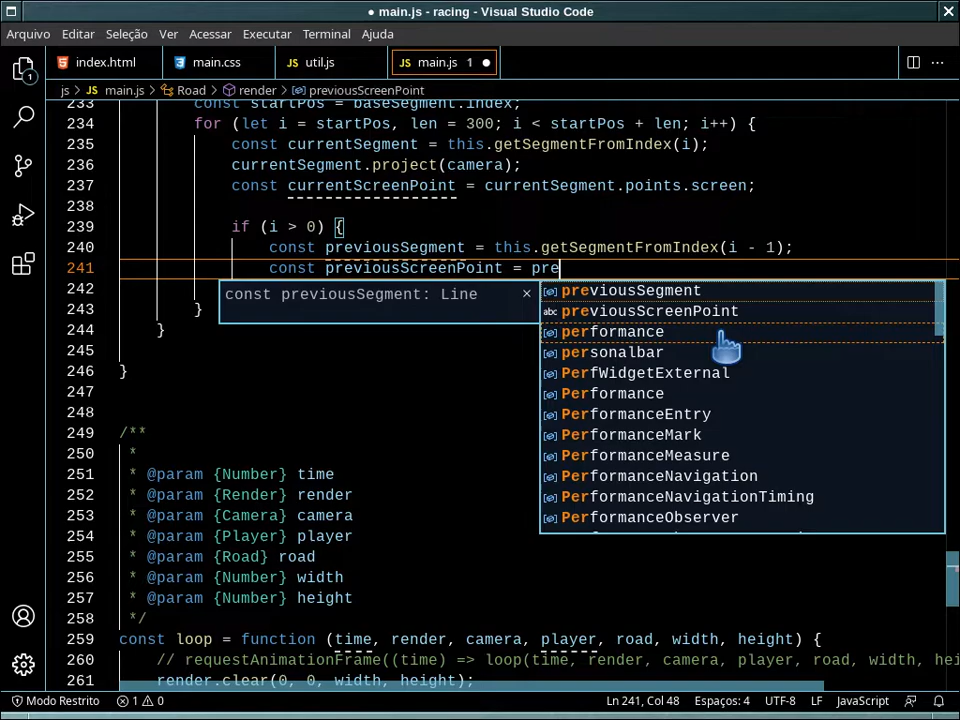 ● main.js - racing - Visual Studio Code
Arquivo Editar Seleção Ver Acessar Executar Terminal Ajuda
index.html main.css util.js main.js 1 ●
js > main.js > Road > render > previousScreenPoint
233 const startPos = baseSegment.index;
234 for (let i = startPos, len = 300; i < startPos + len; i++) {
235 const currentSegment = this.getSegmentFromIndex(i);
236 currentSegment.project(camera);
237 const currentScreenPoint = currentSegment.points.screen;
238
239 if (i > 0) {
240 const previousSegment = this.getSegmentFromIndex(i - 1);
241 const previousScreenPoint = pre
242
const previousSegment: Line ×
previousSegment
abc previousScreenPoint
performance
personalbar
PerfWidgetExternal
Performance
PerformanceEntry
PerformanceMark
PerformanceMeasure
PerformanceNavigation
PerformanceNavigationTiming
PerformanceObserver
243 }
244 }
245
246 }
247
248
249 /**
250 *
251 * @param {Number} time
252 * @param {Render} render
253 * @param {Camera} camera
254 * @param {Player} player
255 * @param {Road} road
256 * @param {Number} width
257 * @param {Number} height
258 */
259 const loop = function (time, render, camera, player, road, width, height) {
260 // requestAnimationFrame((time) => loop(time, render, camera, player, road, width, hei
261 render.clear(0, 0, width, height);
1
Modo Restrito 1 0 Ln 241, Col 48 Espaços: 4 UTF-8 LF JavaScript